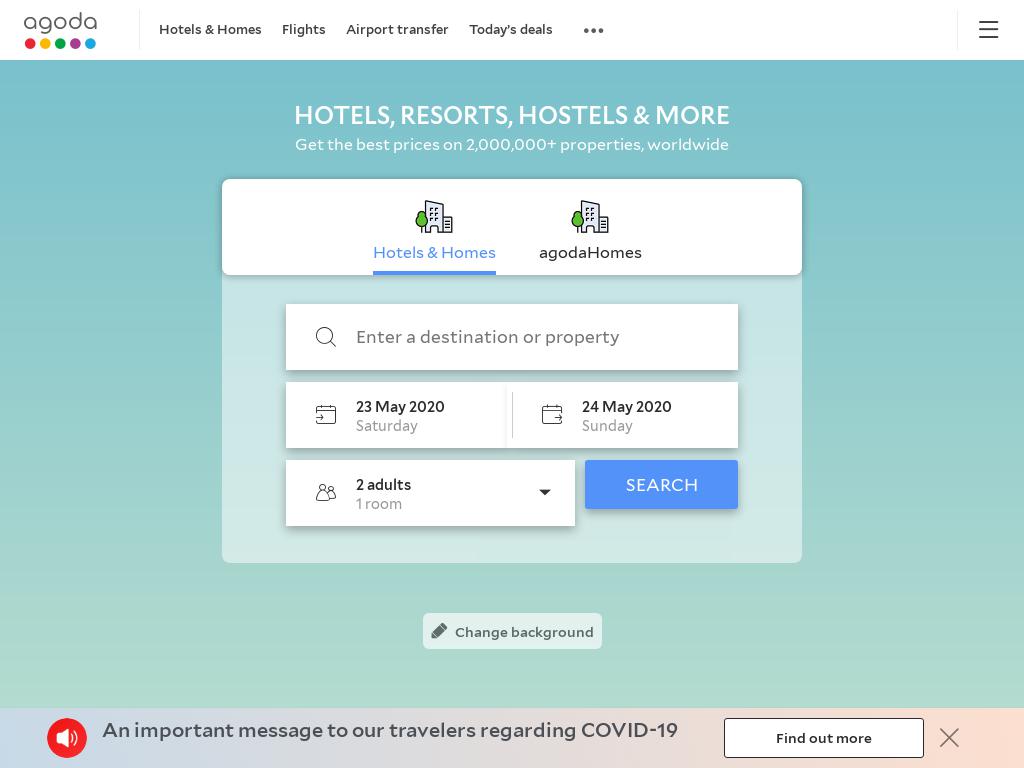 agoda
Hotels & Homes
Flights
Airport transfer
Today's deals
HOTELS, RESORTS, HOSTELS & MORE
Get the best prices on 2,000,000+ properties, worldwide
Hotels & Homes
agodaHomes
Enter a destination or property
23 May 2020
Saturday
24 May 2020
Sunday
2 adults
1 room
SEARCH
Change background
An important message to our travelers regarding COVID-19
Find out more